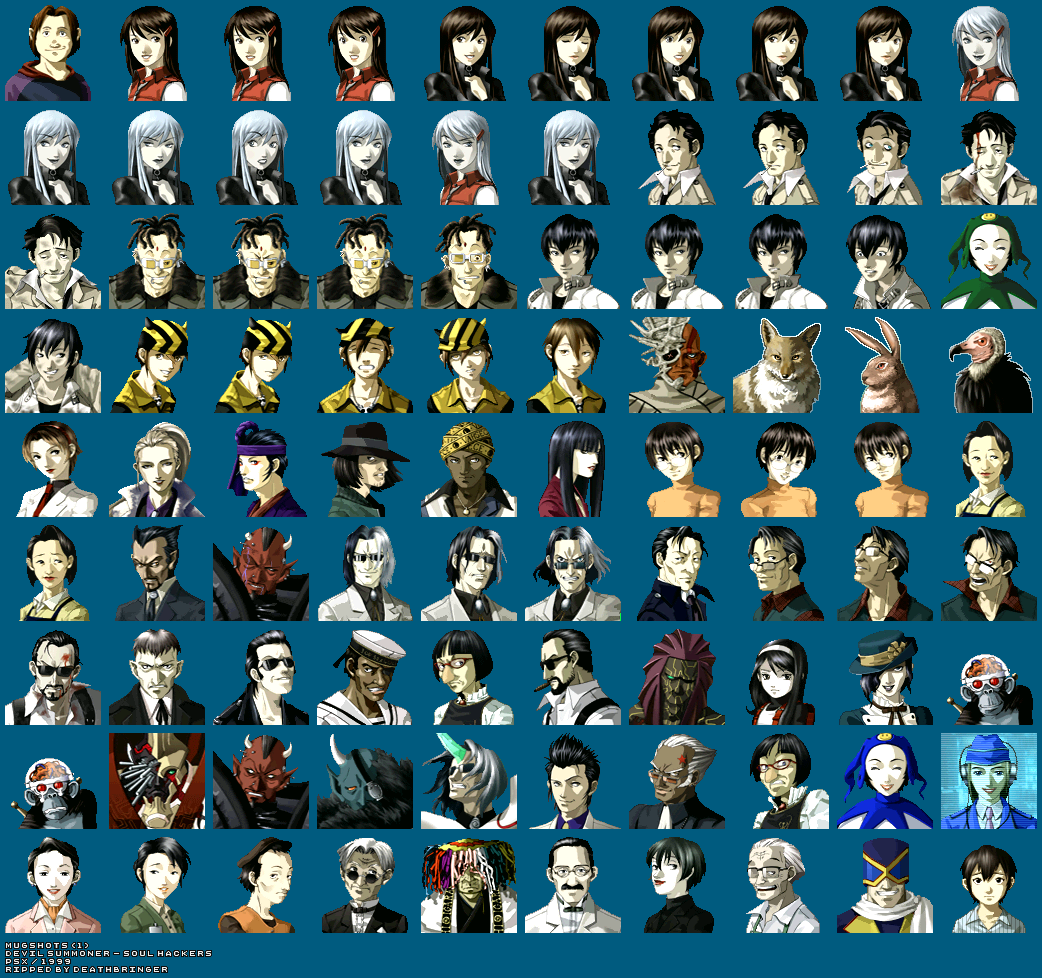 MUGSHOTS (1)
DEVIL SUMMONER - SOUL HACKERS
PSX / 1999
RIPPED BY DEATHBRINGER